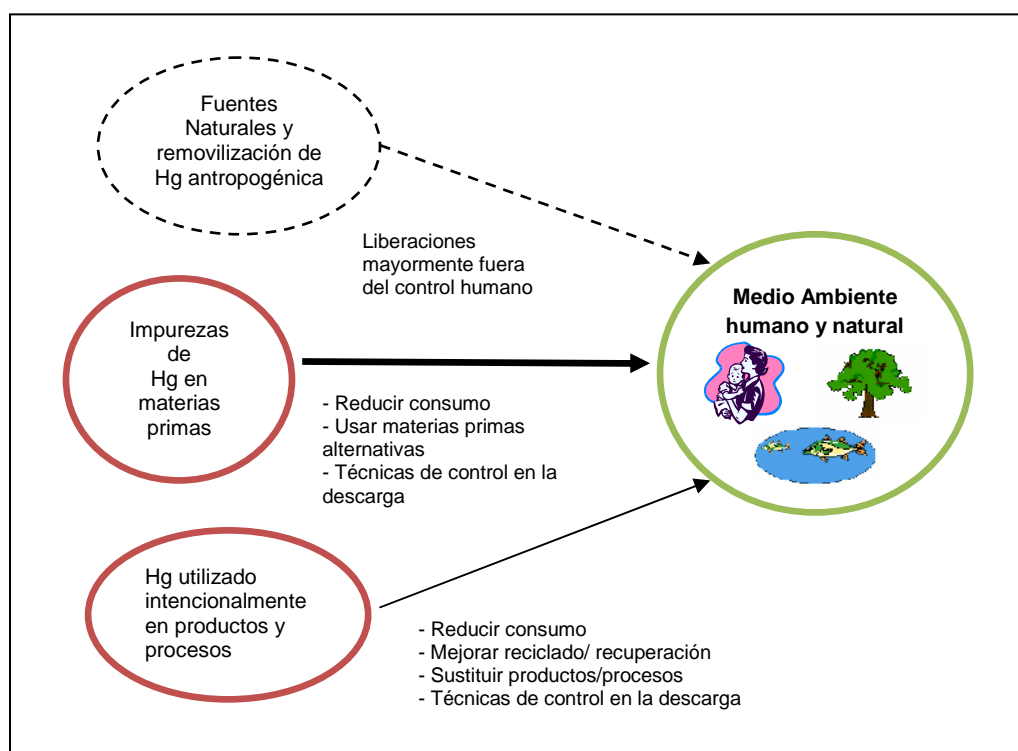 Fuentes
Naturales y
removilización de
Hg antropogénica
Liberaciones
mayormente fuera
del control humano
Medio Ambiente
humano y natural
Impurezas
de
Hg en
materias
primas
- Reducir consumo
- Usar materias primas
alternativas
- Técnicas de control en la
descarga
Hg utilizado
intencionalmente
en productos y
procesos
- Reducir consumo
- Mejorar reciclado/ recuperación
- Sustituir productos/procesos
- Técnicas de control en la descarga